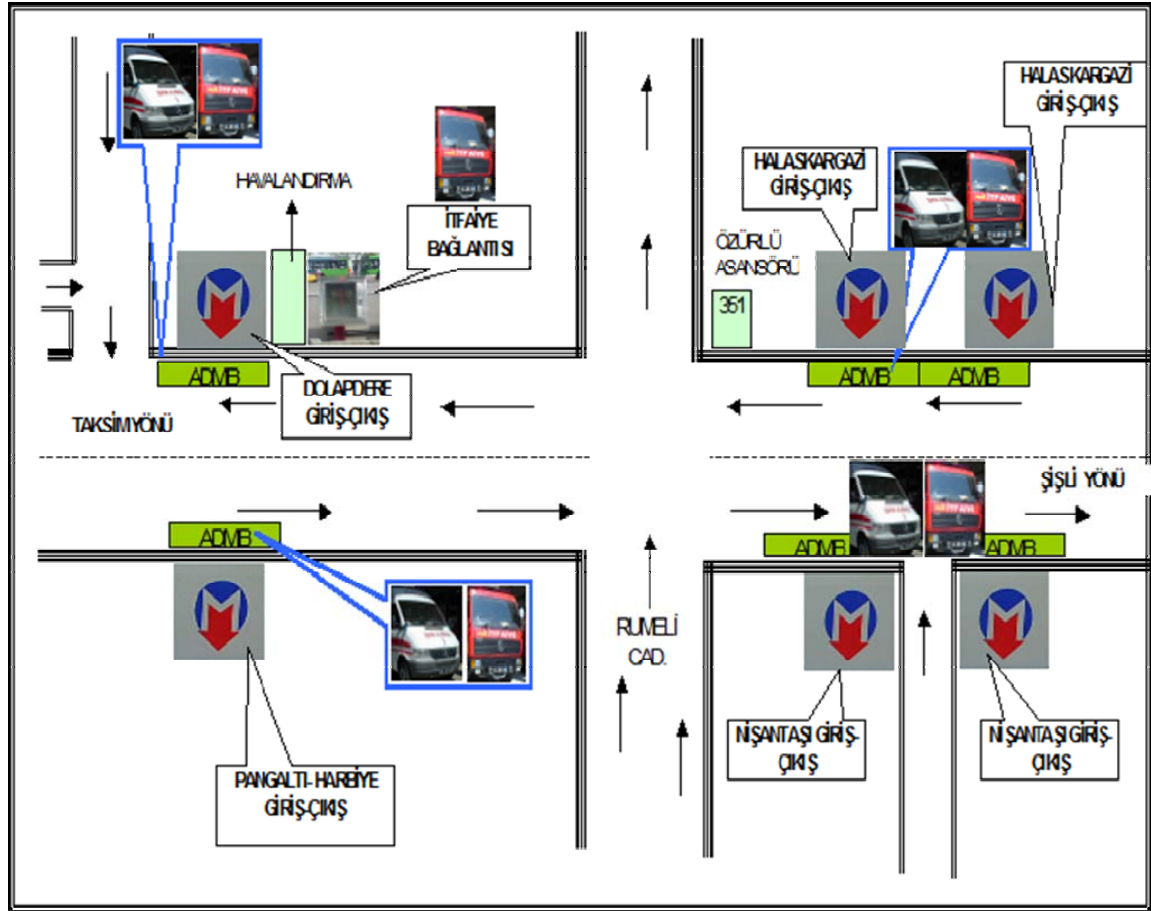 HALASKARGAZİ
GİRİŞ-ÇIKIŞ
HALASKARGAZİ
GİRİŞ-ÇIKIŞ
HAVALANDIRMA
İTFAİYE
BAĞLANTISI
ÖZÜRLÜ
ASANSÖRÜ
351
M
M
M
ADMB
DOLAPDERE
GİRİŞ-ÇIKIŞ
ADMB
ADMB
TAKSİM YÖNÜ
ŞİŞLİ YÖNÜ
ADMB
ADMB
ADMB
M
M
M
RUMELİ
CAD.
PANGALTI-HARBİYE
GİRİŞ-ÇIKIŞ
NİŞANTAŞI GİRİŞ-
ÇIKIŞ
NİŞANTAŞI GİRİŞ-
ÇIKIŞ